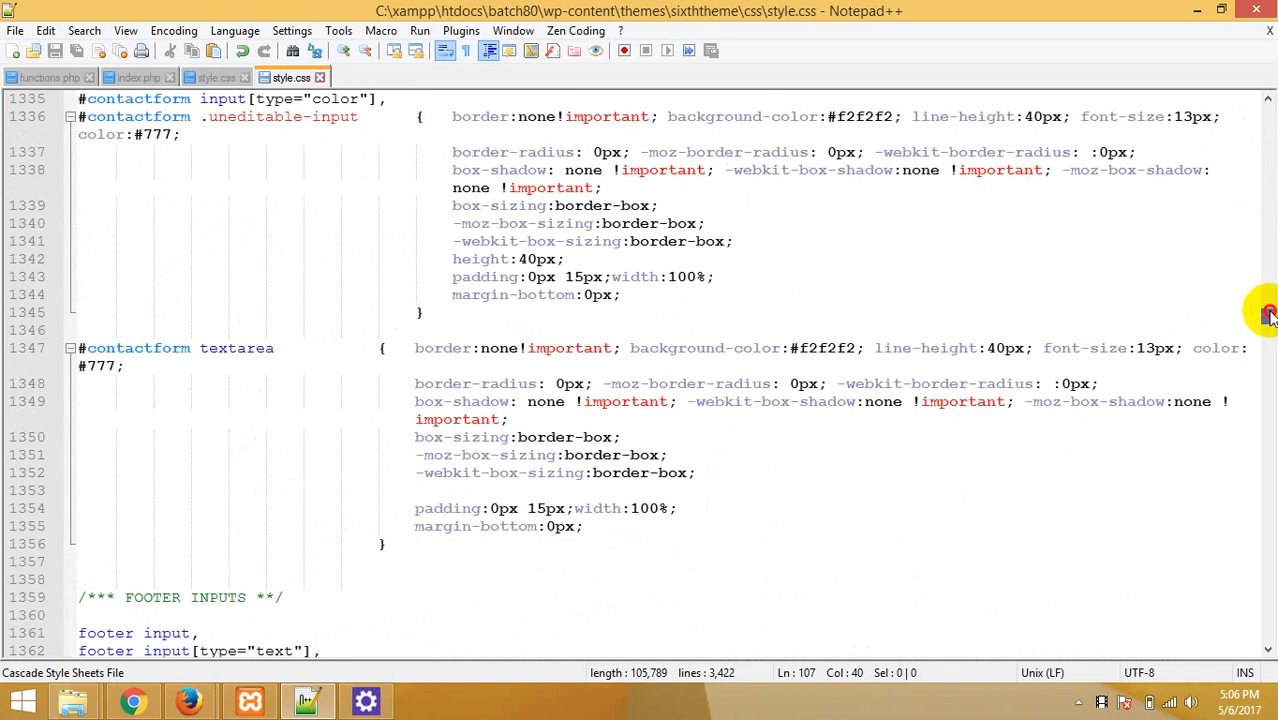 C:\xampp\htdocs\batch80\wp-content\themes\sixththeme\css\style.css - Notepad++
File Edit Search View Encoding Language Settings Tools Macro Run Plugins Window Zen Coding ? X
functions.php index.php style.css style.css
1335 #contactform input[type="color"],
1336 #contactform .uneditable-input { border:none!important; background-color:#f2f2f2; line-height:40px; font-size:13px;
color:#777;
1337 border-radius: 0px; -moz-border-radius: 0px; -webkit-border-radius: :0px;
1338 box-shadow: none !important; -webkit-box-shadow:none !important; -moz-box-shadow:
none !important;
1339 box-sizing:border-box;
1340 -moz-box-sizing:border-box;
1341 -webkit-box-sizing:border-box;
1342 height:40px;
1343 padding:0px 15px;width:100%;
1344 margin-bottom:0px;
1345 }
1346
1347 #contactform textarea { border:none!important; background-color:#f2f2f2; line-height:40px; font-size:13px; color:
#777;
1348 border-radius: 0px; -moz-border-radius: 0px; -webkit-border-radius: :0px;
1349 box-shadow: none !important; -webkit-box-shadow:none !important; -moz-box-shadow:none !
important;
1350 box-sizing:border-box;
1351 -moz-box-sizing:border-box;
1352 -webkit-box-sizing:border-box;
1353
1354 padding:0px 15px;width:100%;
1355 margin-bottom:0px;
1356 }
1357
1358
1359 /*** FOOTER INPUTS **/
1360
1361 footer input,
1362 footer input[type="text"],
Cascade Style Sheets File length : 105,789 lines : 3,422 Ln : 107 Col : 40 Sel : 0 | 0 Unix (LF) UTF-8 INS
5:06 PM
5/6/2017